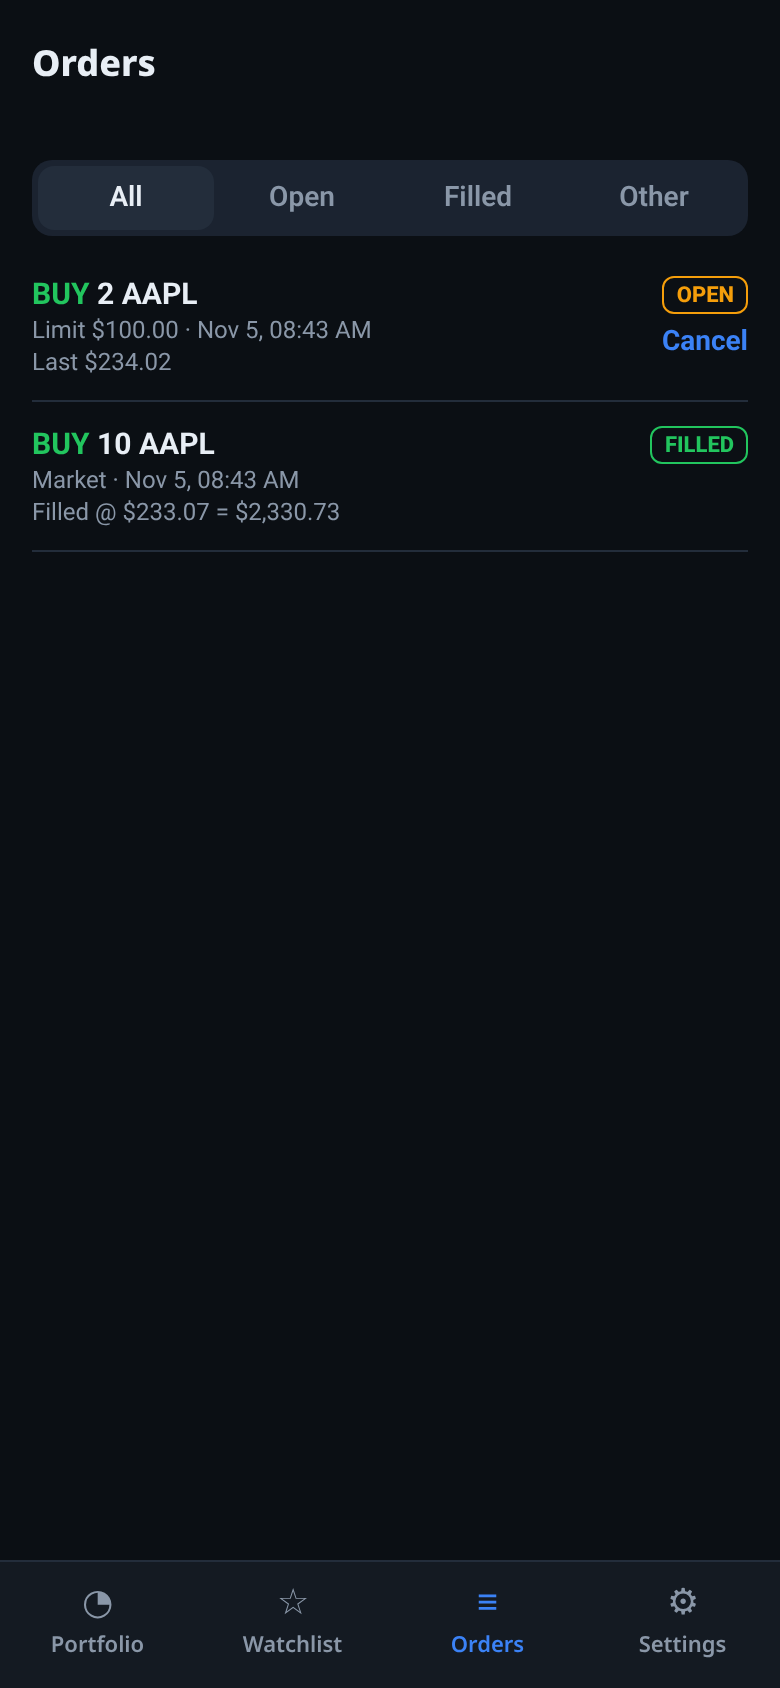 Orders
All Open Filled Other
BUY 2 AAPL OPEN
Limit $100.00 · Nov 5, 08:43 AM Cancel
Last $234.02
BUY 10 AAPL FILLED
Market · Nov 5, 08:43 AM
Filled @ $233.07 = $2,330.73
Portfolio Watchlist Orders Settings